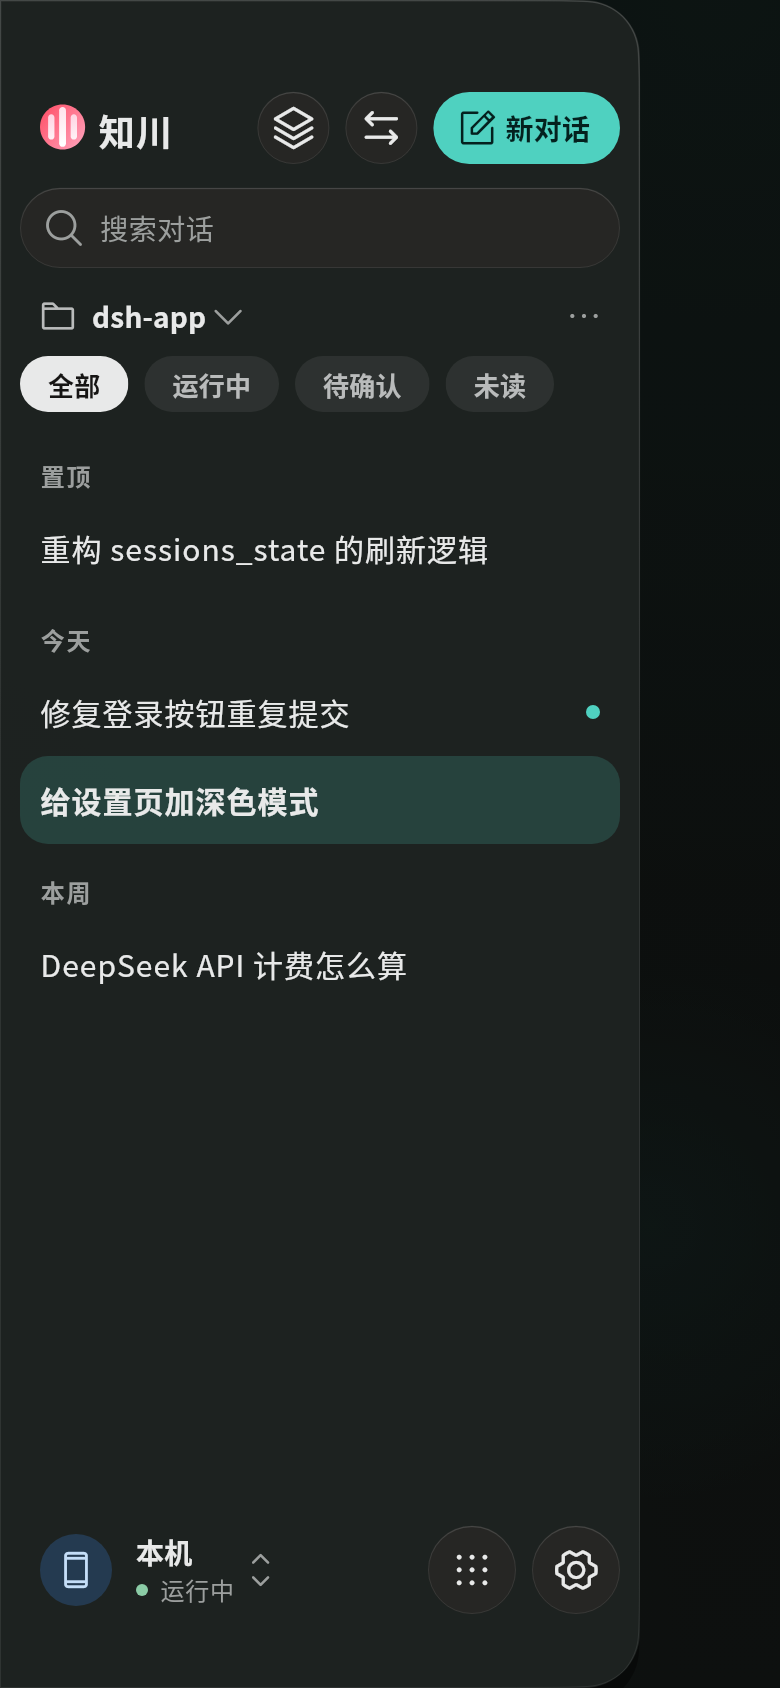 知川
新对话
搜索对话
dsh-app
全部 运行中 待确认 未读
置顶
重构 sessions_state 的刷新逻辑
今天
修复登录按钮重复提交
给设置页加深色模式
本周
DeepSeek API 计费怎么算
本机
运行中